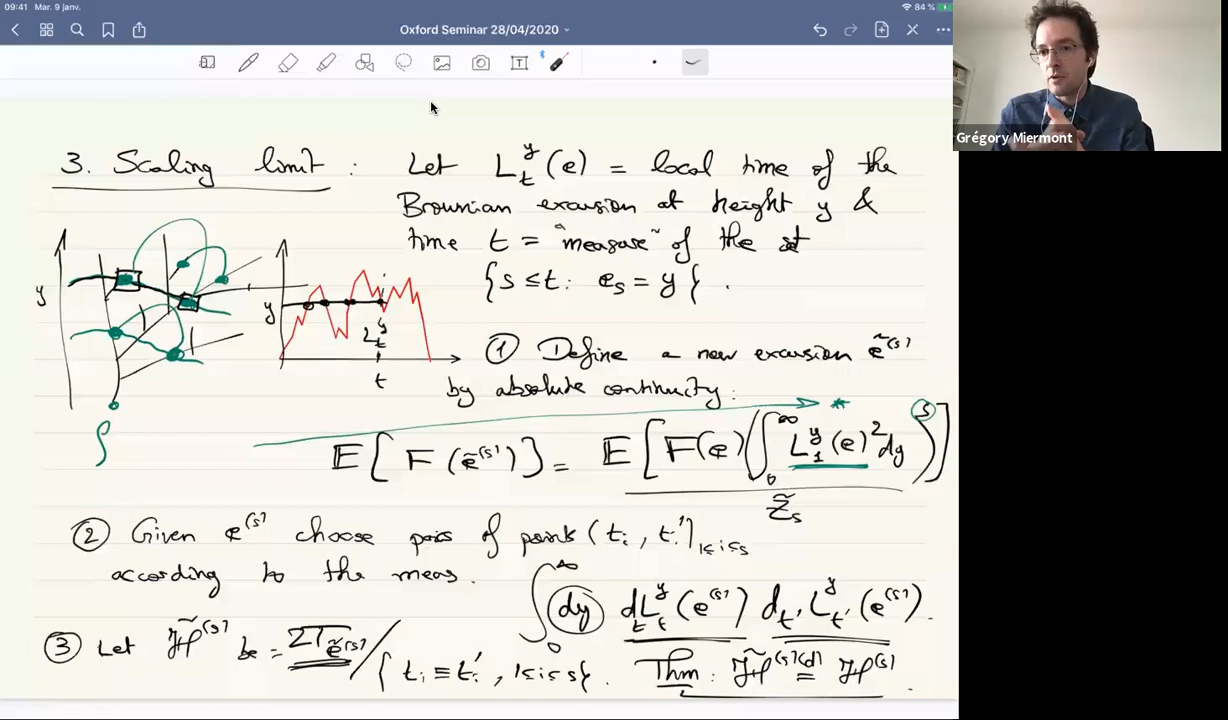 09:41 Mar. 9 janv.
84 %
Oxford Seminar 28/04/2020
Grégory Miermont
3. Scaling limit : Let L_t^y(e) = local time of the
Brownian excursion at height y &
time t = "measure" of the set
{s ≤ t : e_s = y} .
y
y
L_t^y
t
① Define a new excursion ẽ^(s)
by absolute continuity :
E[F(ẽ^(s))] = E[F(e)(∫_0^∞ L_1^y(e)^2 dy)^s]
Z̃_s
② Given e^(s) choose pairs of points (t_i, t_i')_{1≤i≤s}
according to the meas. ∫_0^∞ dy d_t L_t^y(e^(s)) d_t' L_t'^y(e^(s)).
③ Let be = 2T_ẽ(s) / {t_i ≡ t_i', 1≤i≤s}. Thm :